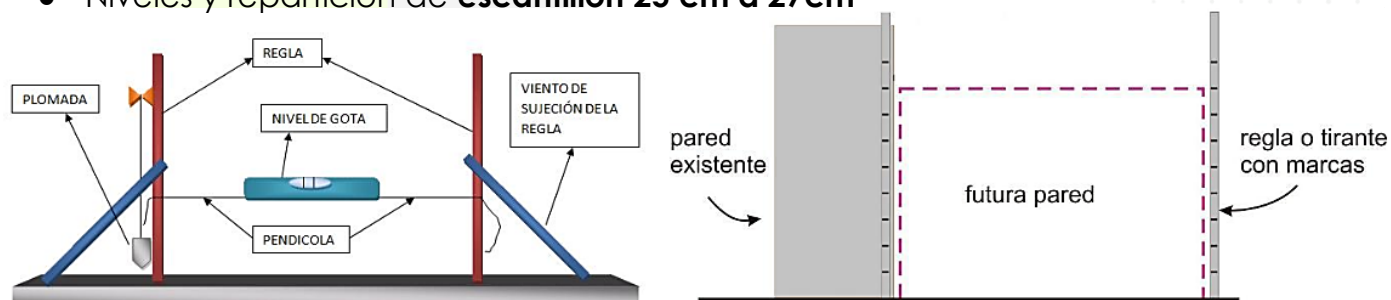 ● Niveles y repartición de escantillón 25 cm a 27cm
REGLA
PLOMADA
NIVEL DE GOTA
VIENTO DE
SUJECIÓN DE LA
REGLA
PENDICOLA
pared
existente
futura pared
regla o tirante
con marcas